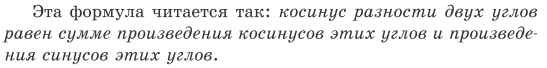 Эта формула читается так: косинус разности двух углов
равен сумме произведения косинусов этих углов и произведе-
ния синусов этих углов.